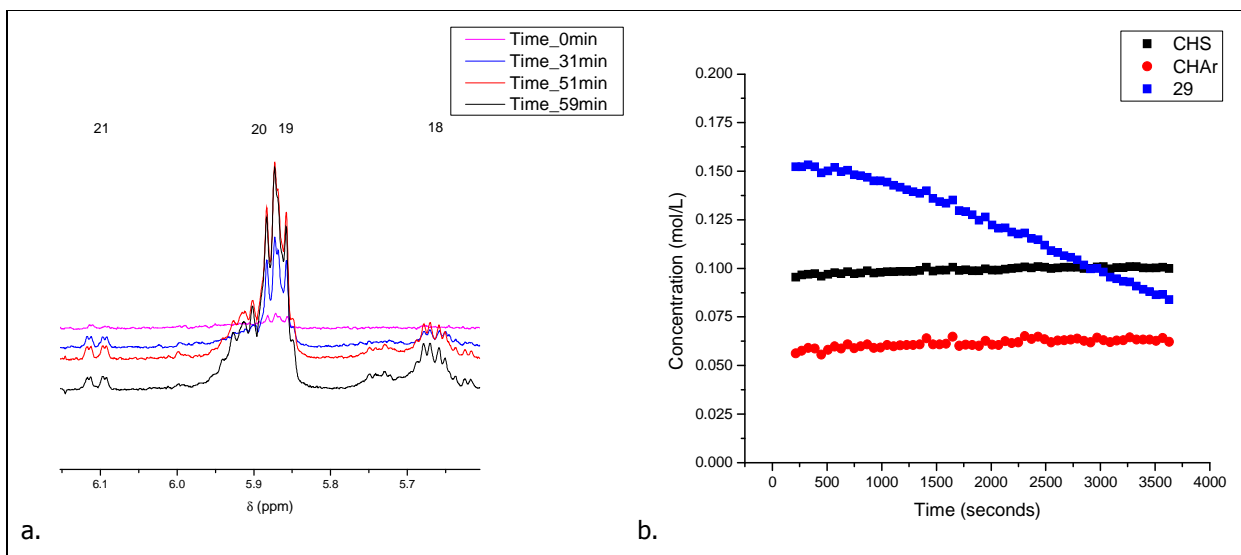 Time_0min
Time_31min
Time_51min
Time_59min
21
20
19
18
6.1
6.0
5.9
5.8
5.7
δ (ppm)
a.
CHS
CHAr
29
0.200
0.175
0.150
0.125
0.100
0.075
0.050
0.025
0.000
Concentration (mol/L)
0
500
1000
1500
2000
2500
3000
3500
4000
Time (seconds)
b.